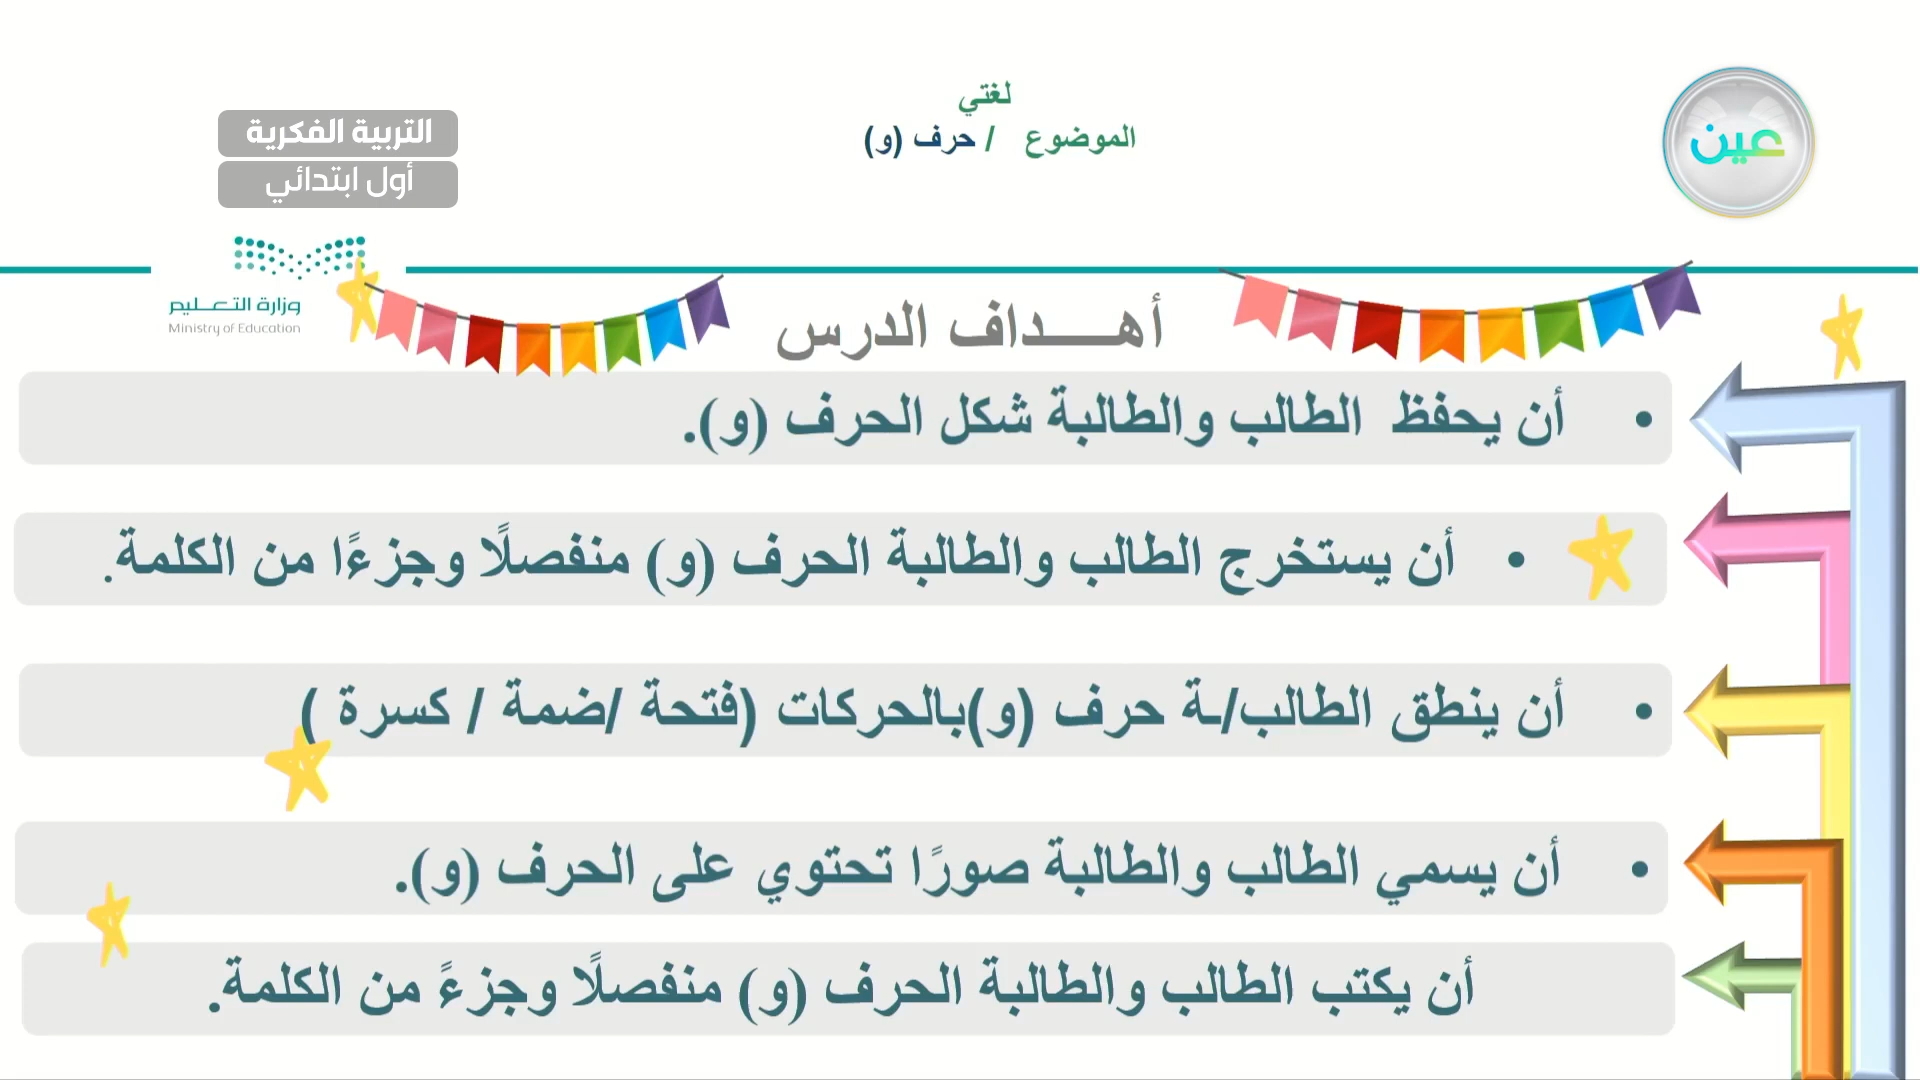 لغتي
الموضوع / حرف (و)
عين
التربية الفكرية
أول ابتدائي
وزارة التعليم
Ministry of Education
أهـــداف الدرس
• أن يحفظ الطالب والطالبة شكل الحرف (و).
• أن يستخرج الطالب والطالبة الحرف (و) منفصلًا وجزءًا من الكلمة.
• أن ينطق الطالب/ـة حرف (و)بالحركات (فتحة /ضمة / كسرة )
• أن يسمي الطالب والطالبة صورًا تحتوي على الحرف (و).
أن يكتب الطالب والطالبة الحرف (و) منفصلًا وجزءً من الكلمة.